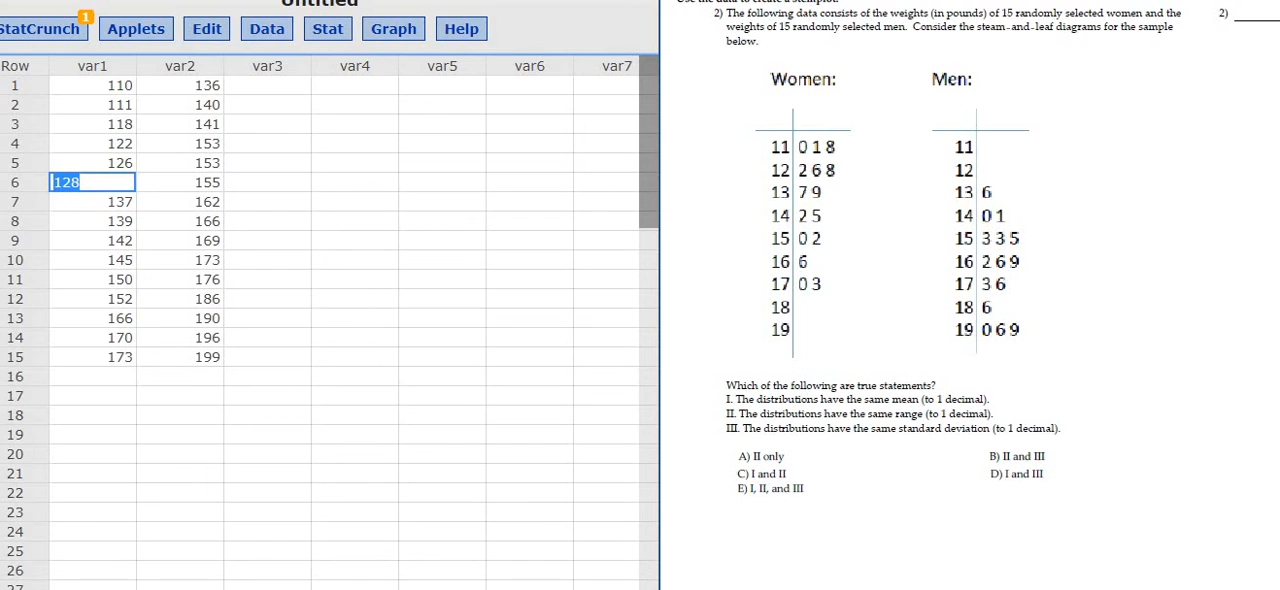 Untitled
StatCrunch 1 Applets Edit Data Stat Graph Help
Row var1 var2 var3 var4 var5 var6 var7
1 110 136
2 111 140
3 118 141
4 122 153
5 126 153
6 128 155
7 137 162
8 139 166
9 142 169
10 145 173
11 150 176
12 152 186
13 166 190
14 170 196
15 173 199
16
17
18
19
20
21
22
23
24
25
26
27
Use the data to create a stemplot.
2) The following data consists of the weights (in pounds) of 15 randomly selected women and the
weights of 15 randomly selected men. Consider the steam-and-leaf diagrams for the sample
below.
2)
Women:
11 0 1 8
12 2 6 8
13 7 9
14 2 5
15 0 2
16 6
17 0 3
18
19
Men:
11
12
13 6
14 0 1
15 3 3 5
16 2 6 9
17 3 6
18 6
19 0 6 9
Which of the following are true statements?
I. The distributions have the same mean (to 1 decimal).
II. The distributions have the same range (to 1 decimal).
III. The distributions have the same standard deviation (to 1 decimal).
A) II only
B) II and III
C) I and II
D) I and III
E) I, II, and III